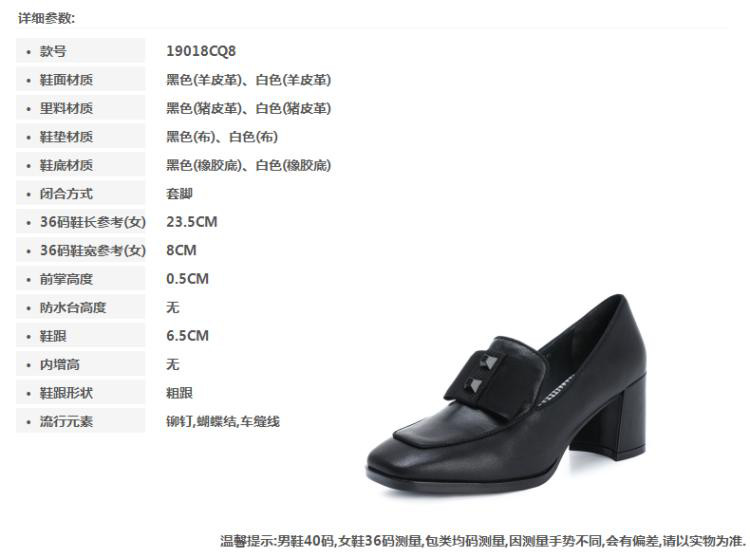 详细参数:
• 款号 19018CQ8
• 鞋面材质 黑色(羊皮革)、白色(羊皮革)
• 里料材质 黑色(猪皮革)、白色(猪皮革)
• 鞋垫材质 黑色(布)、白色(布)
• 鞋底材质 黑色(橡胶底)、白色(橡胶底)
• 闭合方式 套脚
• 36码鞋长参考(女) 23.5CM
• 36码鞋宽参考(女) 8CM
• 前掌高度 0.5CM
• 防水台高度 无
• 鞋跟 6.5CM
• 内增高 无
• 鞋跟形状 粗跟
• 流行元素 铆钉,蝴蝶结,车缝线
温馨提示:男鞋40码,女鞋36码测量,包类均码测量,因测量手势不同,会有偏差,请以实物为准.